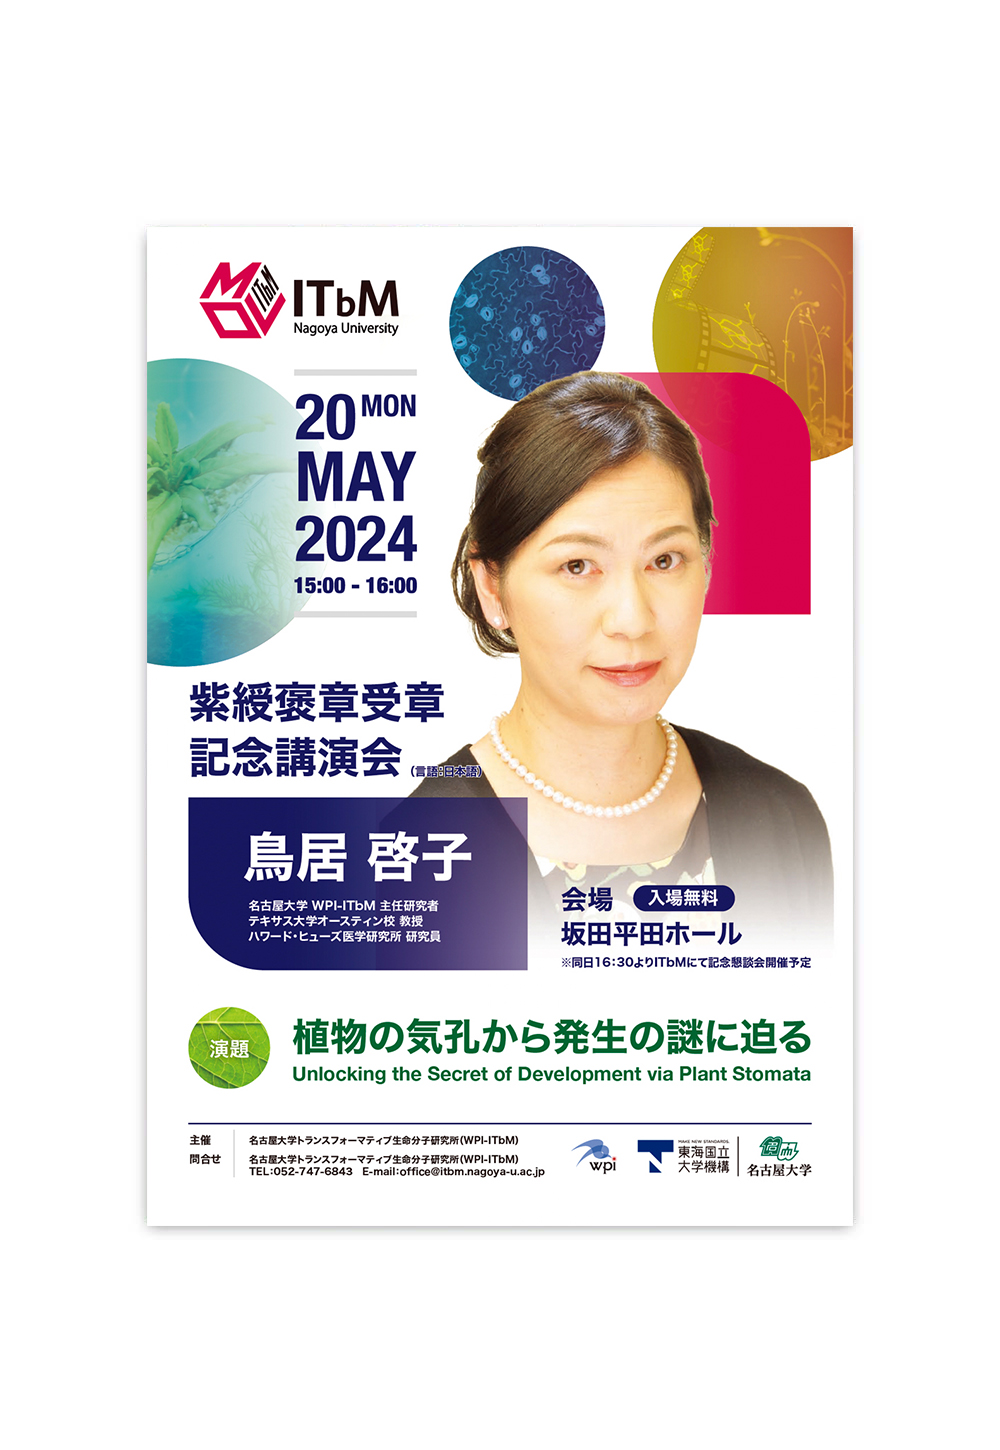 ITbM
ITbM
Nagoya University
20 MON
MAY
2024
15:00 - 16:00
紫綬褒章受章
記念講演会 (言語:日本語)
鳥居 啓子
名古屋大学 WPI-ITbM 主任研究者
テキサス大学オースティン校 教授
ハワード・ヒューズ医学研究所 研究員
会場 入場無料
坂田平田ホール
※同日16:30よりITbMにて記念懇談会開催予定
演題
植物の気孔から発生の謎に迫る
Unlocking the Secret of Development via Plant Stomata
主催 名古屋大学トランスフォーマティブ生命分子研究所(WPI-ITbM)
問合せ 名古屋大学トランスフォーマティブ生命分子研究所(WPI-ITbM)
TEL:052-747-6843 E-mail:office@itbm.nagoya-u.ac.jp
wpi
MAKE NEW STANDARDS.
東海国立
大学機構
名古屋大学